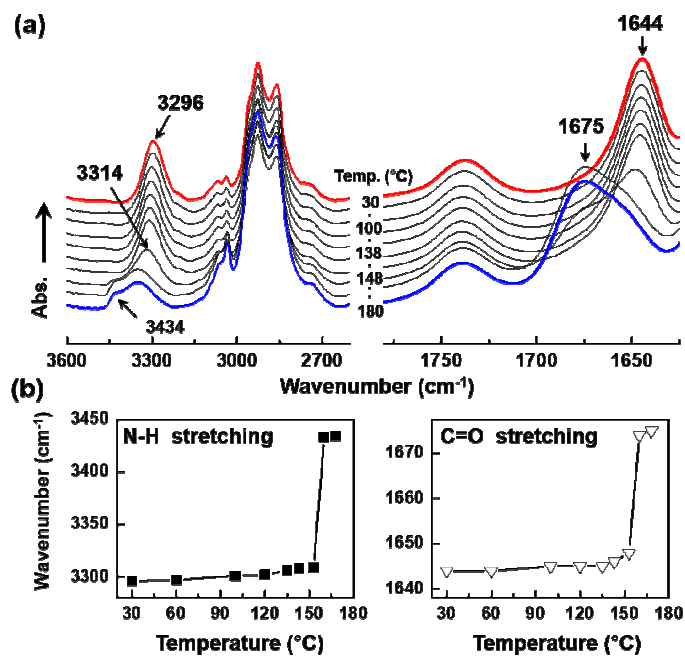 (a)
1644
3296
1675
3314
Temp. (°C)
30
100
138
148
180
Abs.
3434
3600 3300 3000 2700 1750 1700 1650
Wavenumber (cm-1)
(b)
3450 N-H stretching
C=O stretching
1670
3400
1660
3350
1650
3300
1640
Wavenumber (cm-1)
30 60 90 120 150 180 30 60 90 120 150 180
Temperature (°C) Temperature (°C)